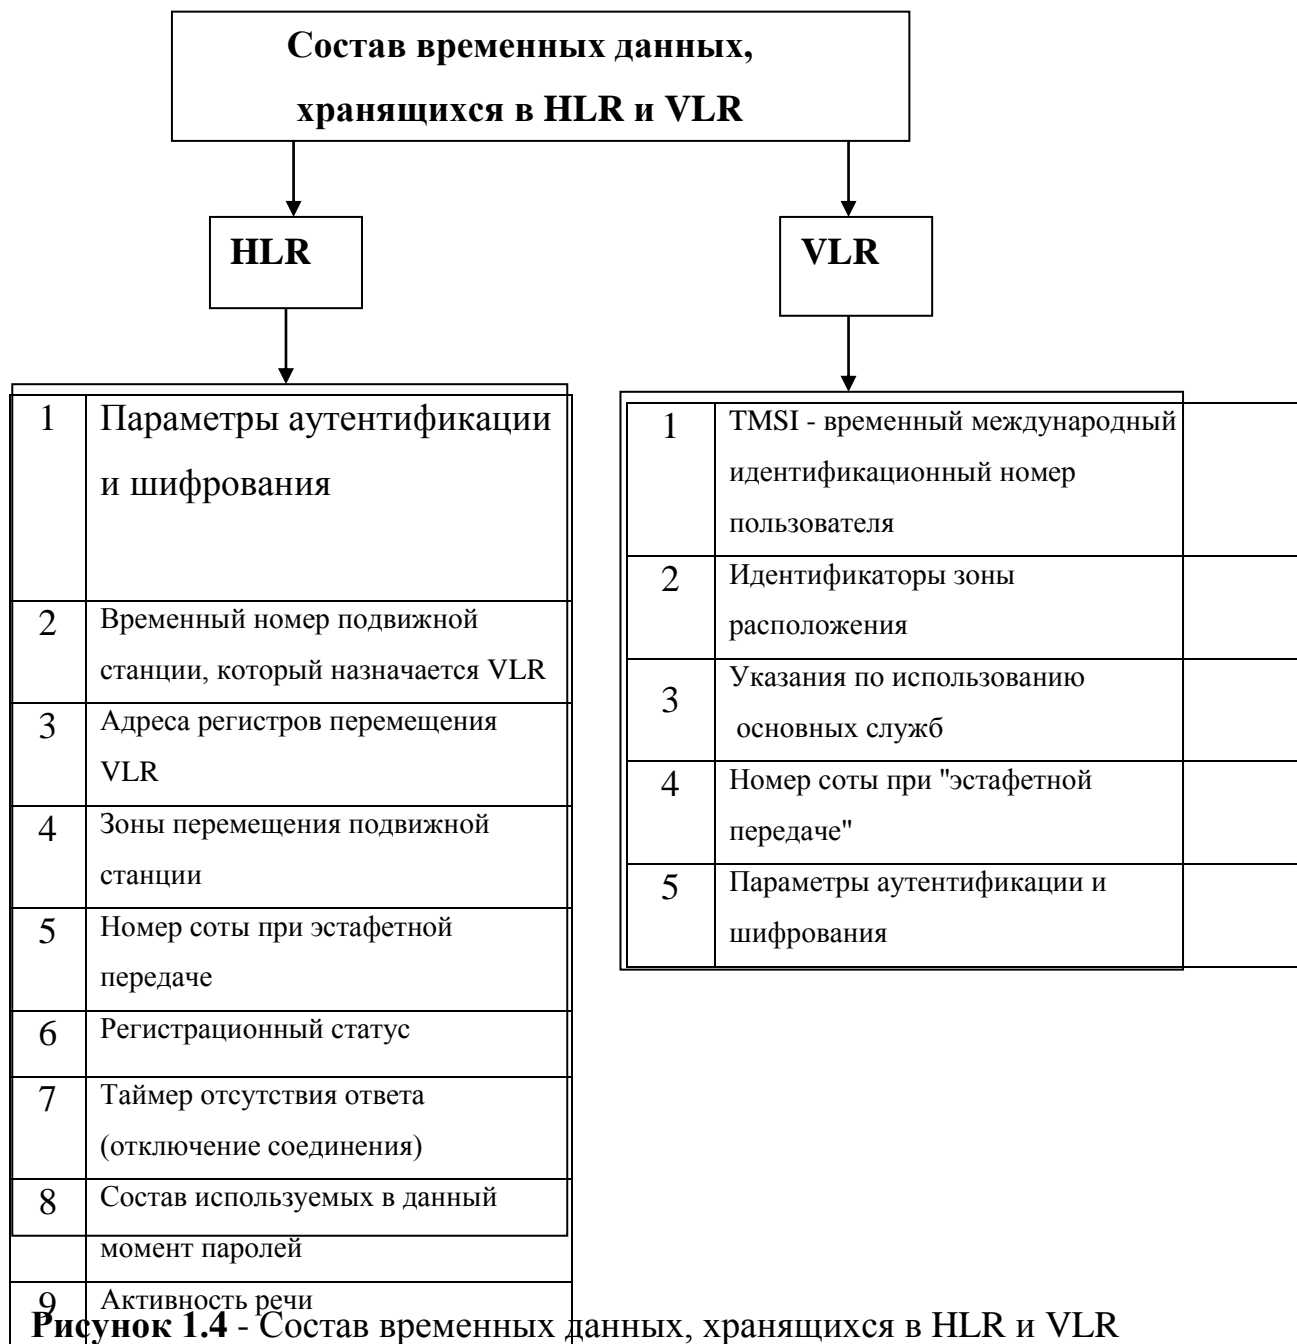 Состав временных данных,
хранящихся в HLR и VLR
HLR
VLR
1 Параметры аутентификации
и шифрования
2 Временный номер подвижной
станции, который назначается VLR
3 Адреса регистров перемещения
VLR
4 Зоны перемещения подвижной
станции
5 Номер соты при эстафетной
передаче
6 Регистрационный статус
7 Таймер отсутствия ответа
(отключение соединения)
8 Состав используемых в данный
момент паролей
9 Активность речи
1 TMSI - временный международный
идентификационный номер
пользователя
2 Идентификаторы зоны
расположения
3 Указания по использованию
основных служб
4 Номер соты при "эстафетной
передаче"
5 Параметры аутентификации и
шифрования
Рисунок 1.4 - Состав временных данных, хранящихся в HLR и VLR